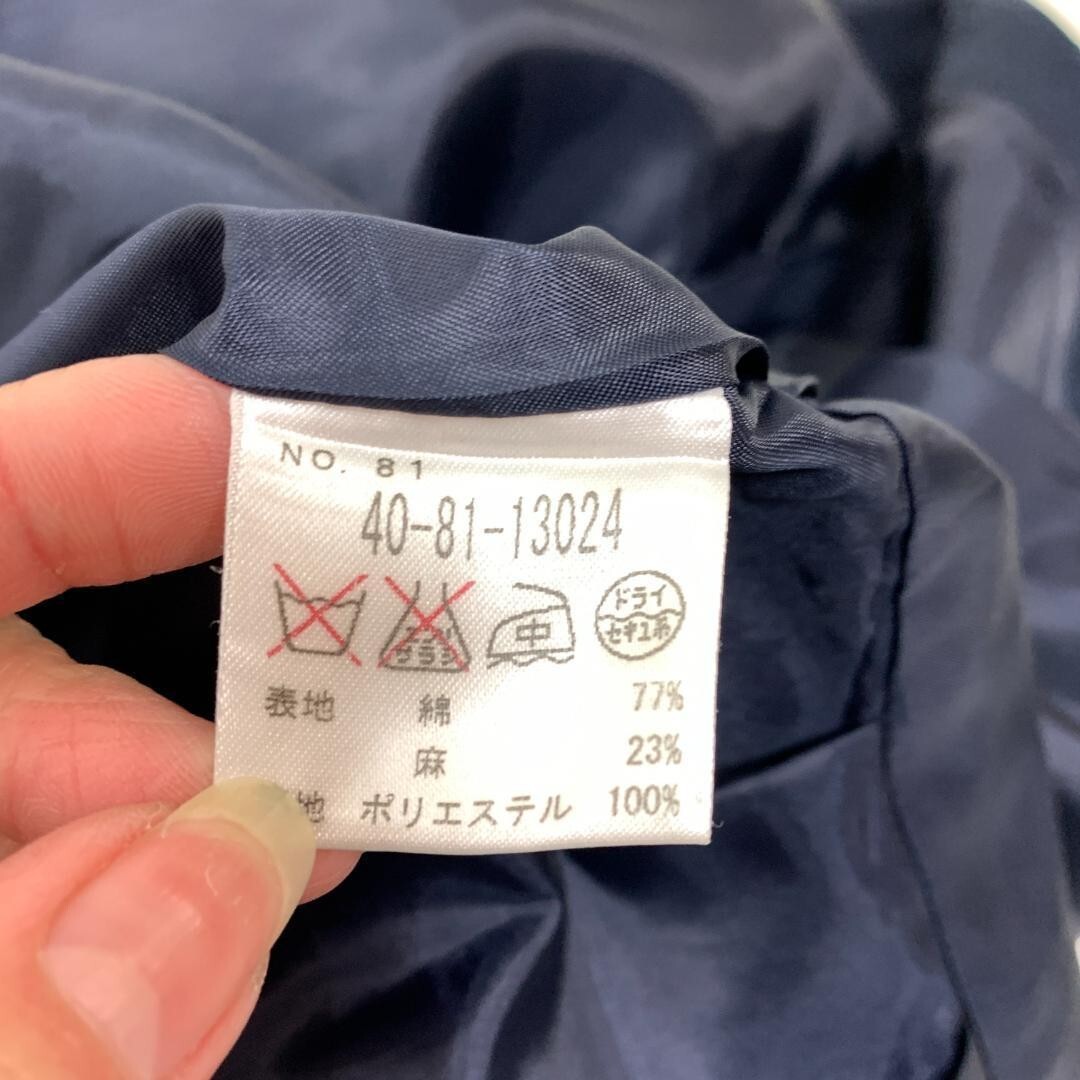 NO. 81
40-81-13024
中 ドライ
セキユ系
表地 綿 77%
麻 23%
地 ポリエステル 100%